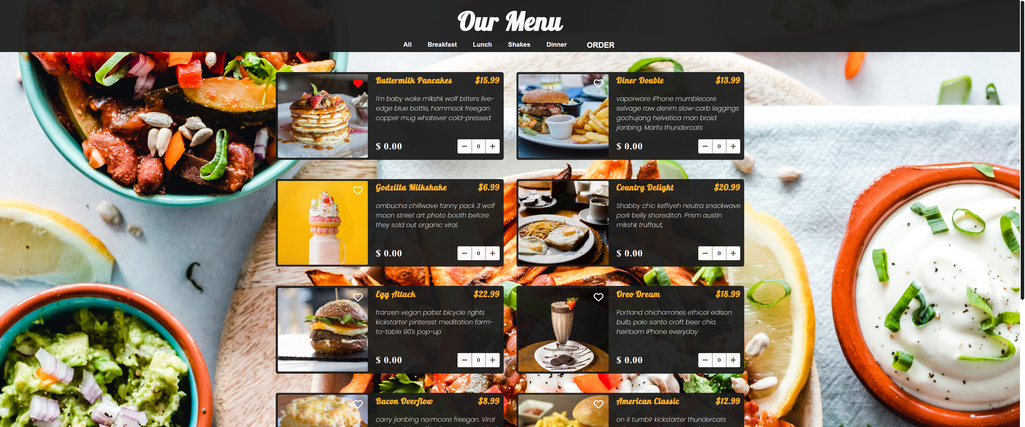 Our Menu
All Breakfast Lunch Shakes Dinner ORDER
Buttermilk Pancakes $15.99
I'm baby woke mlkshk wolf bitters live-
edge blue bottle, hammock freegan
copper mug whatever cold-pressed
$ 0.00 − 0 +
Diner Double $13.99
vaporware iPhone mumblecore
selvage raw denim slow-carb leggings
gochujang helvetica man braid
jianbing. Marfa thundercats
$ 0.00 − 0 +
Godzilla Milkshake $6.99
ombucha chillwave fanny pack 3 wolf
moon street art photo booth before
they sold out organic viral.
$ 0.00 − 0 +
Country Delight $20.99
Shabby chic keffiyeh neutra snackwave
pork belly shoreditch. Prism austin
mlkshk truffaut,
$ 0.00 − 0 +
Egg Attack $22.99
franzen vegan pabst bicycle rights
kickstarter pinterest meditation farm-
to-table 90's pop-up
$ 0.00 − 0 +
Oreo Dream $18.99
Portland chicharrones ethical edison
bulb, palo santo craft beer chia
heirloom iPhone everyday
$ 0.00 − 0 +
Bacon Overflow $8.99
carry jianbing normcore freegan. Viral
American Classic $12.99
on it tumblr kickstarter thundercats